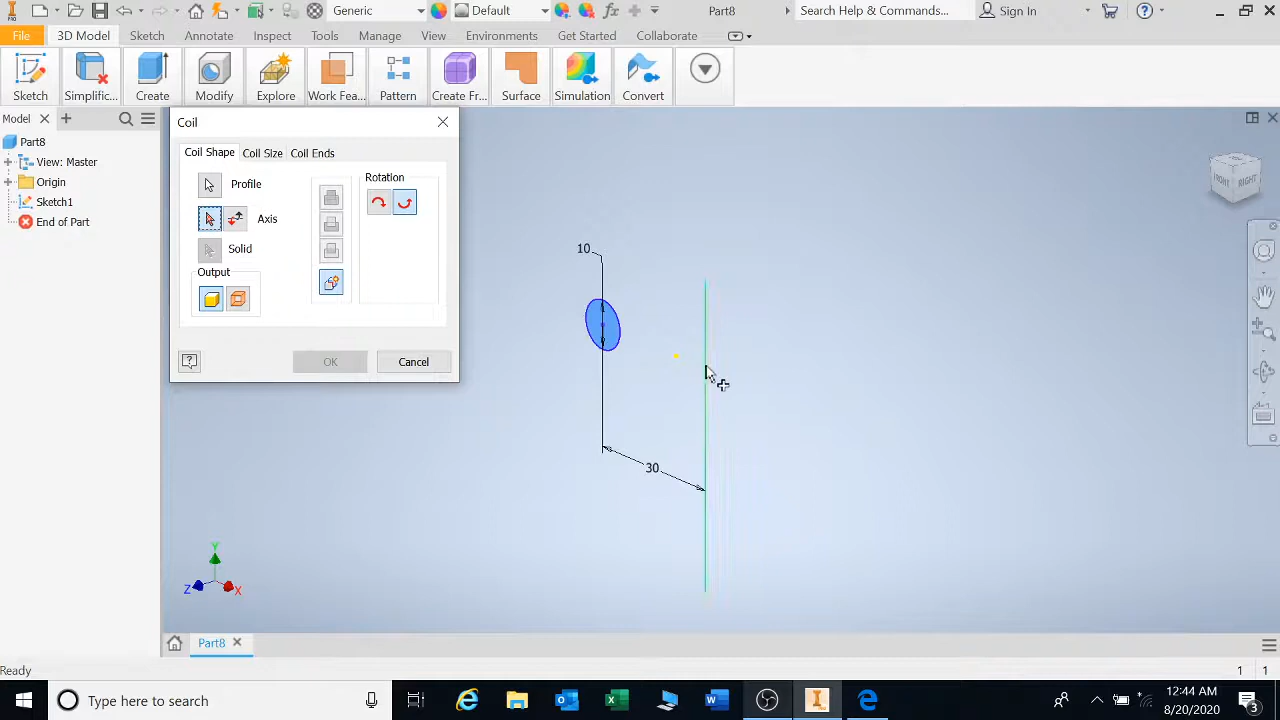 Generic
Default
Part8
Search Help & Commands...
Sign In
File
3D Model
Sketch
Annotate
Inspect
Tools
Manage
View
Environments
Get Started
Collaborate
Sketch
Simplific...
Create
Modify
Explore
Work Fea...
Pattern
Create Fr...
Surface
Simulation
Convert
Model
Part8
View: Master
Origin
Sketch1
End of Part
Coil
Coil Shape
Coil Size
Coil Ends
Profile
Axis
Solid
Output
Rotation
OK
Cancel
10
30
FRONT
RIGHT
Y
Z
X
Part8
Ready
1
1
Type here to search
12:44 AM
8/20/2020
3